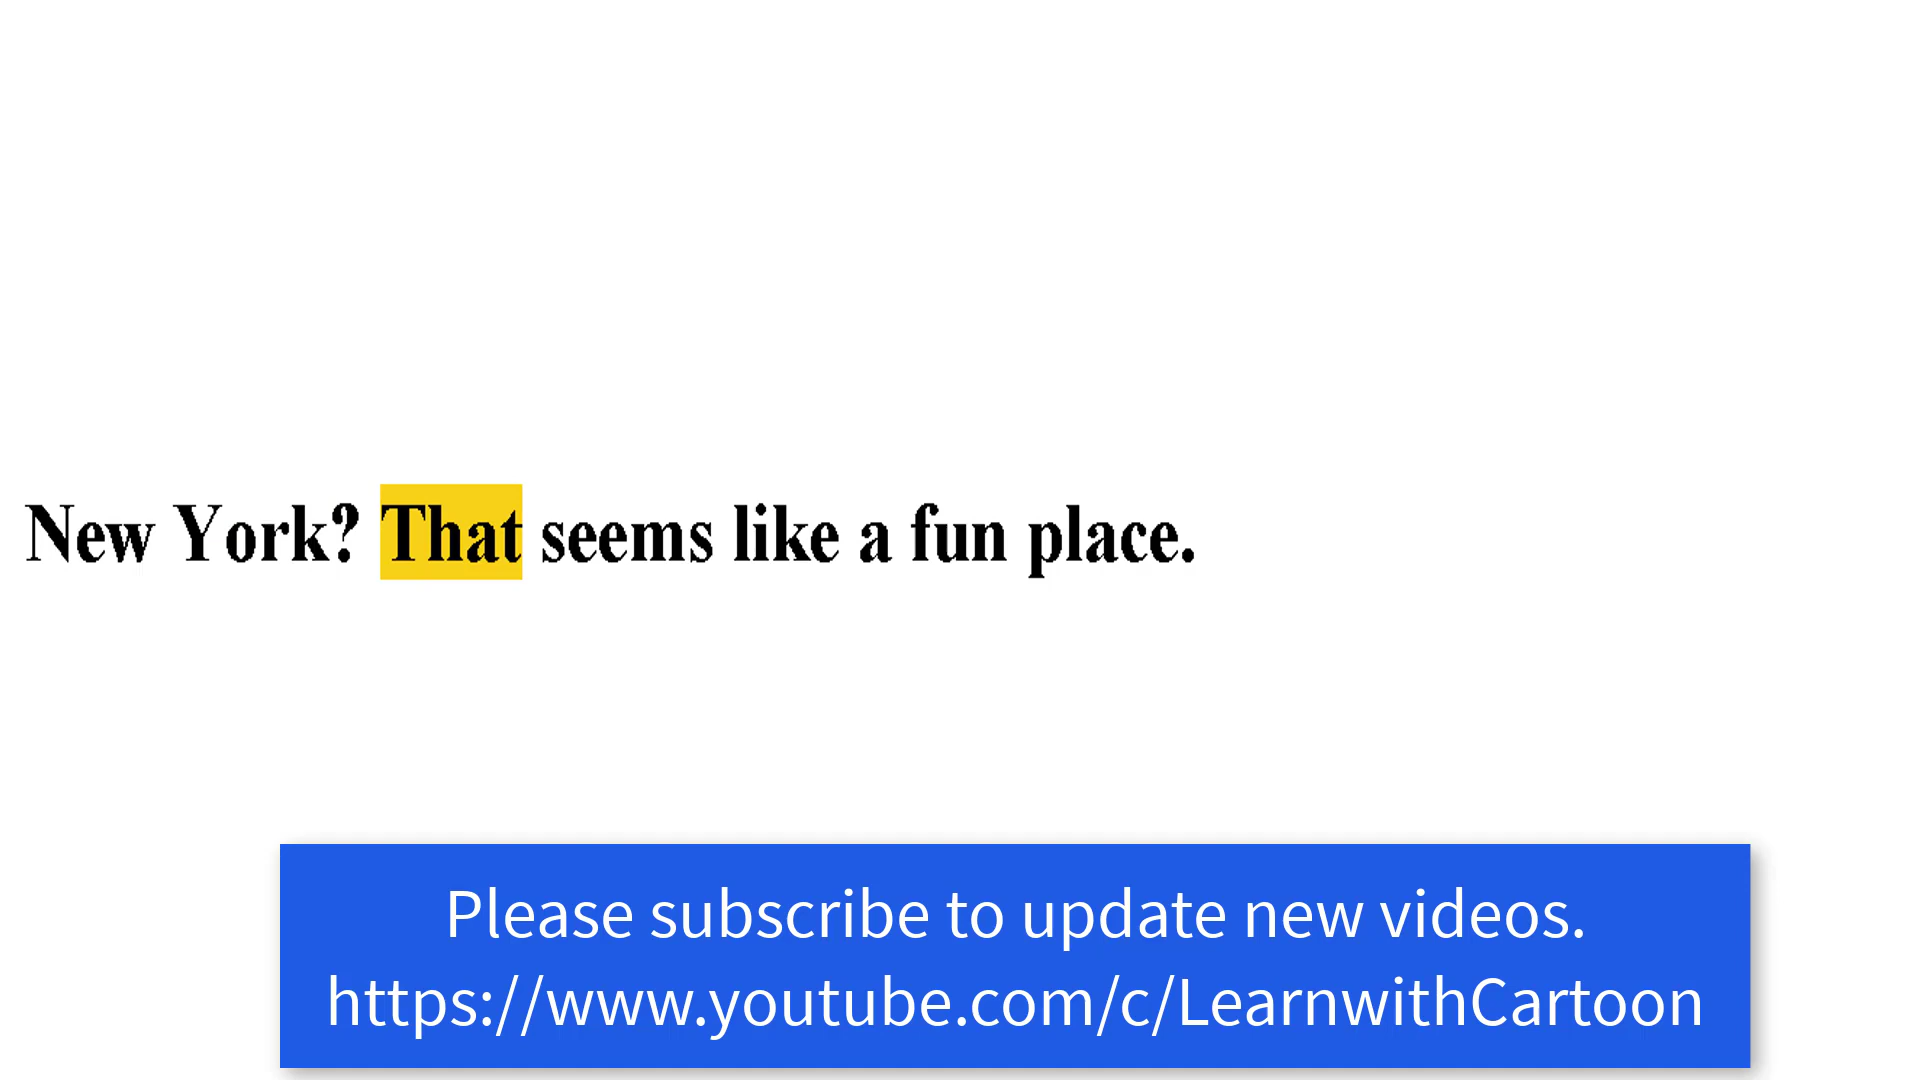 New York? That seems like a fun place.
Please subscribe to update new videos.
https://www.youtube.com/c/LearnwithCartoon